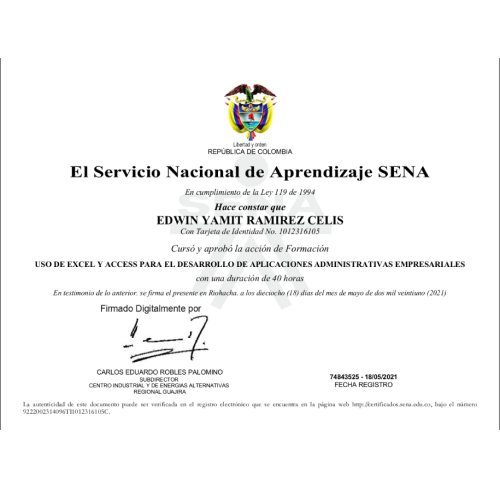 Libertad y orden
REPÚBLICA DE COLOMBIA
El Servicio Nacional de Aprendizaje SENA
En cumplimiento de la Ley 119 de 1994
Hace constar que
EDWIN YAMIT RAMIREZ CELIS
Con Tarjeta de Identidad No. 1012316105
Cursó y aprobó la acción de Formación
USO DE EXCEL Y ACCESS PARA EL DESARROLLO DE APLICACIONES ADMINISTRATIVAS EMPRESARIALES
con una duración de 40 horas
En testimonio de lo anterior, se firma el presente en Riohacha, a los dieciocho (18) días del mes de mayo de dos mil veintiuno (2021)
Firmado Digitalmente por
CARLOS EDUARDO ROBLES PALOMINO
SUBDIRECTOR
CENTRO INDUSTRIAL Y DE ENERGIAS ALTERNATIVAS
REGIONAL GUAJIRA
74843525 - 18/05/2021
FECHA REGISTRO
La autenticidad de este documento puede ser verificada en el registro electrónico que se encuentra en la página web http://certificados.sena.edu.co, bajo el número
9222002314096TI1012316105C.
SENA